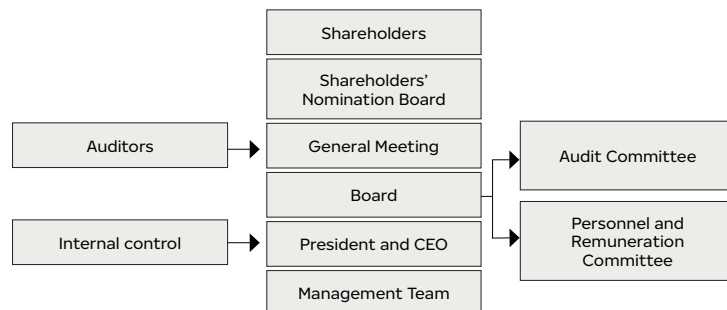 Shareholders
Shareholders’
Nomination Board
Auditors
General Meeting
Audit Committee
Board
Internal control
President and CEO
Personnel and
Remuneration
Committee
Management Team